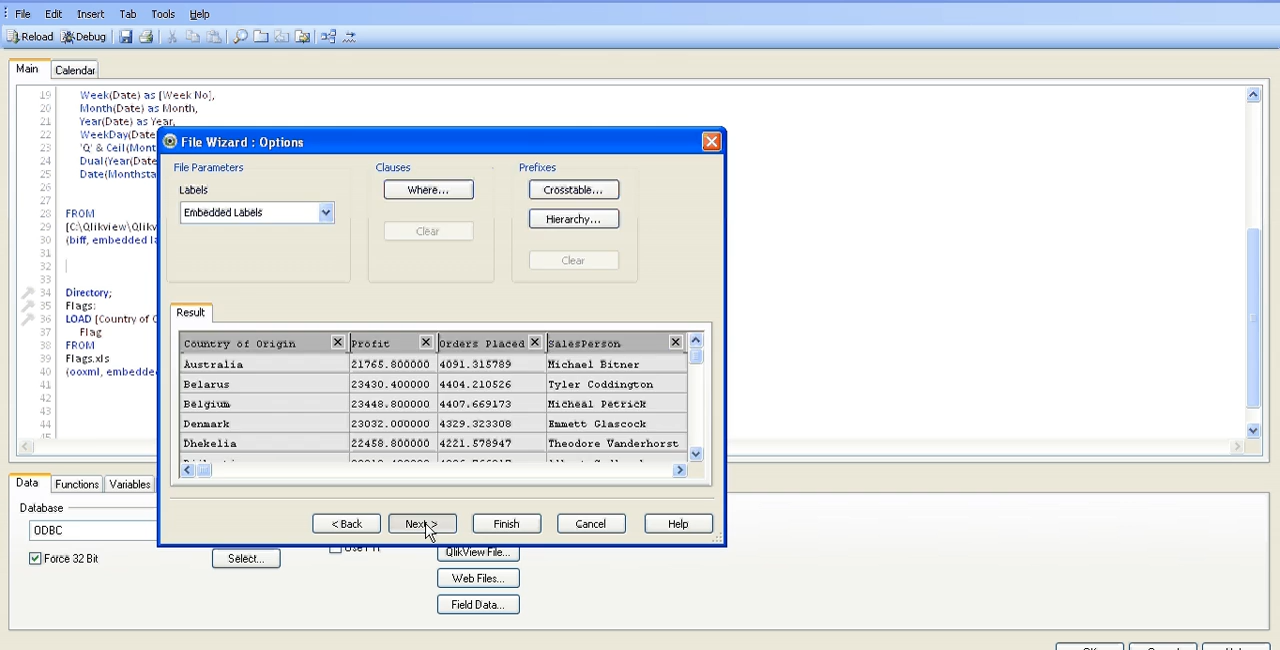 File Edit Insert Tab Tools Help
Reload Debug
Main Calendar
19 Week(Date) as [Week No],
20 Month(Date) as Month,
21 Year(Date) as Year,
22 WeekDay(Date
23 'Q' & Ceil(Mont
24 Dual(Year(Date
25 Date(Monthsta
26
27
28 FROM
29 [C:\Qlikview\Qlikv
30 (biff, embedded la
31
32
33
34 Directory;
35 Flags:
36 LOAD [Country of O
37 Flag
38 FROM
39 Flags.xls
40 (ooxml, embedde
41
42
43
44
45
File Wizard : Options
File Parameters Clauses Prefixes
Labels Where... Crosstable...
Embedded Labels Hierarchy...
Clear
Clear
Result
Country of Origin Profit Orders Placed SalesPerson
Australia 21765.800000 4091.315789 Michael Bitner
Belarus 23430.400000 4404.210526 Tyler Coddington
Belgium 23448.800000 4407.669173 Micheal Petrick
Denmark 23032.000000 4329.323308 Emmett Glascock
Dhekelia 22458.800000 4221.578947 Theodore Vanderhorst
< Back Next > Finish Cancel Help
Data Functions Variables
Database
ODBC
Force 32 Bit Select...
QlikView File...
Web Files...
Field Data...